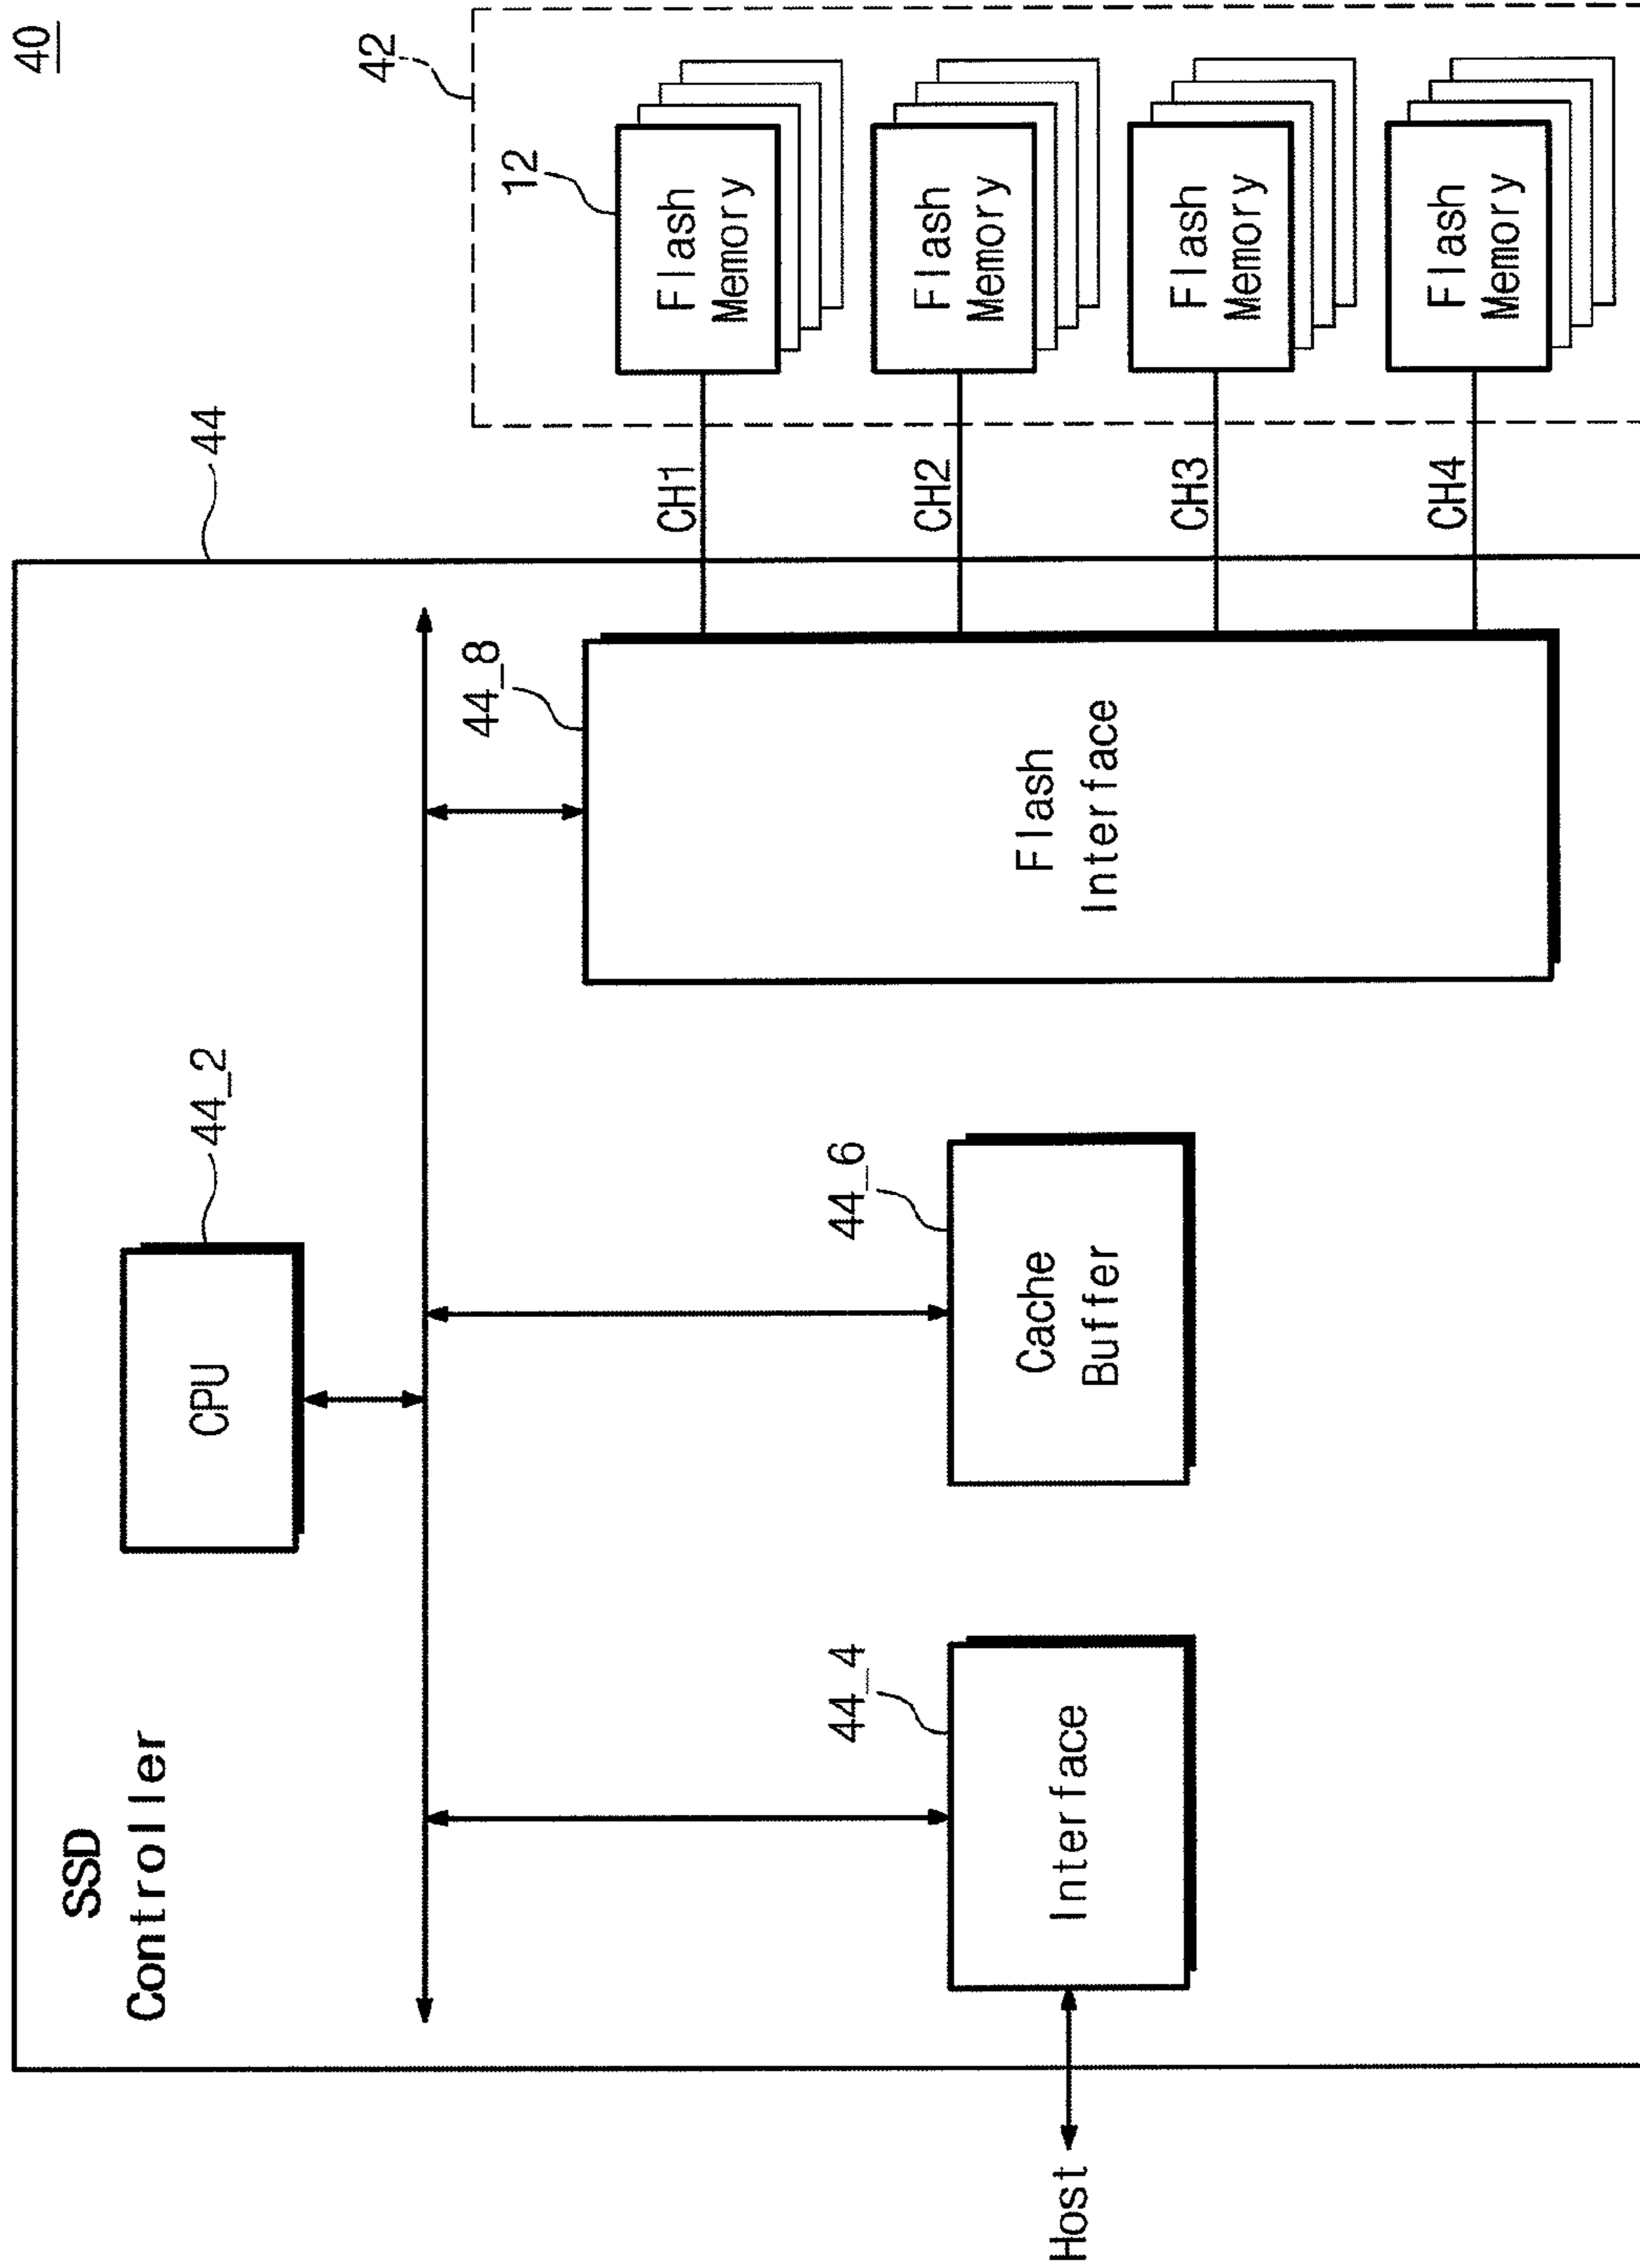 40
SSD
Controller
44
CPU
44_2
42
44_8
12
Flash
Memory
CH1
44_4
44_6
Flash
Memory
CH2
Host
Interface
Cache
Buffer
Flash
Interface
Flash
Memory
CH3
Flash
Memory
CH4